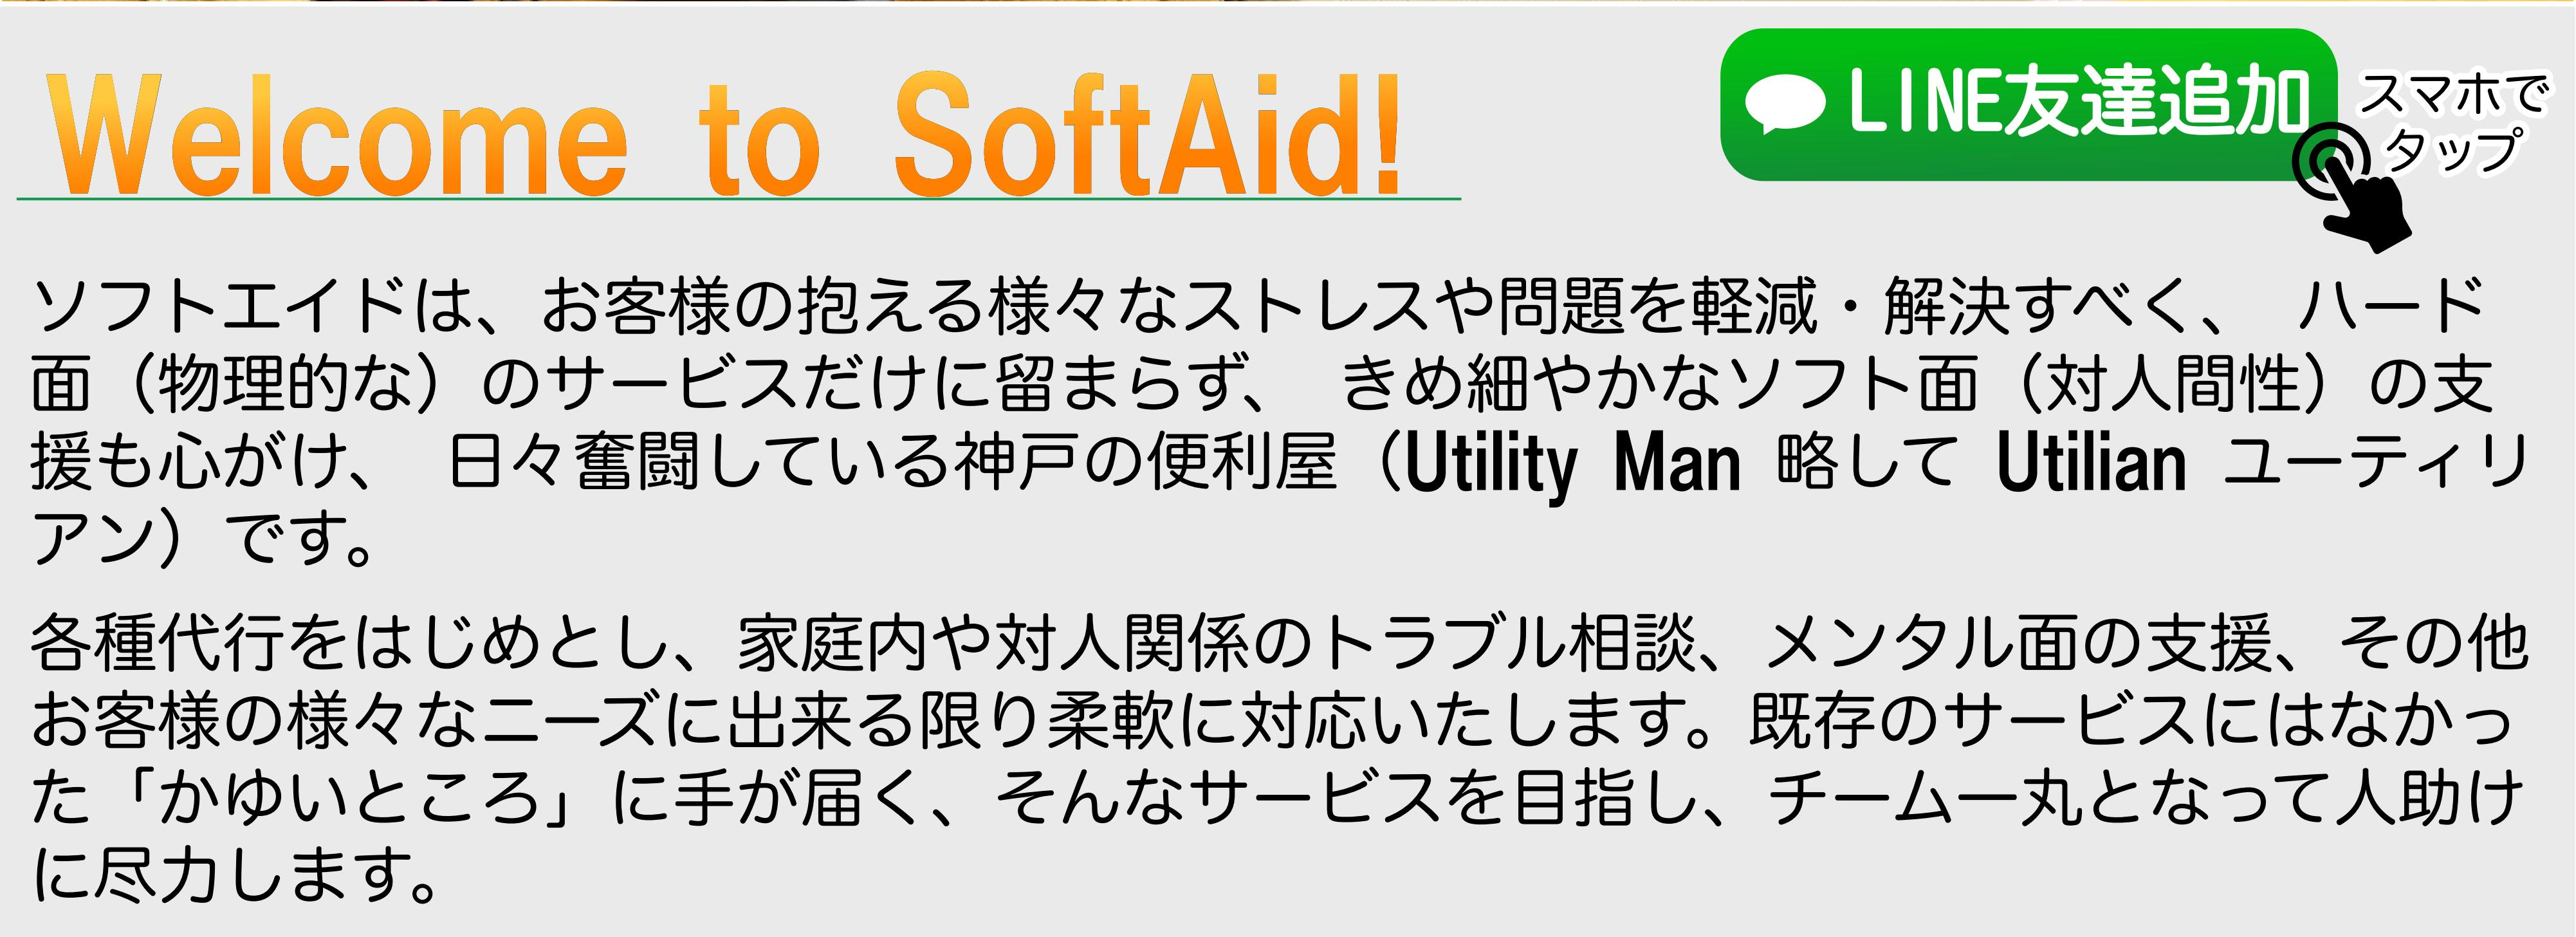 Welcome to SoftAid!
LINE友達追加
スマホで
タップ
ソフトエイドは、お客様の抱える様々なストレスや問題を軽減・解決すべく、 ハード
面（物理的な）のサービスだけに留まらず、 きめ細やかなソフト面（対人間性）の支
援も心がけ、 日々奮闘している神戸の便利屋（Utility Man 略して Utilian ユーティリ
アン）です。
各種代行をはじめとし、家庭内や対人関係のトラブル相談、メンタル面の支援、その他
お客様の様々なニーズに出来る限り柔軟に対応いたします。既存のサービスにはなかっ
た「かゆいところ」に手が届く、そんなサービスを目指し、チーム一丸となって人助け
に尽力します。